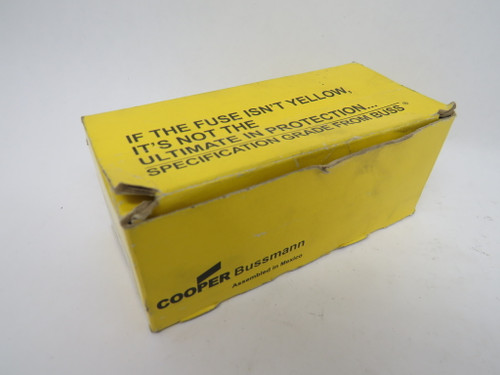 IF THE FUSE ISN'T YELLOW,
IT'S NOT THE
ULTIMATE IN PROTECTION...
SPECIFICATION GRADE FROM BUSS®
COOPER Bussmann
Assembled in Mexico